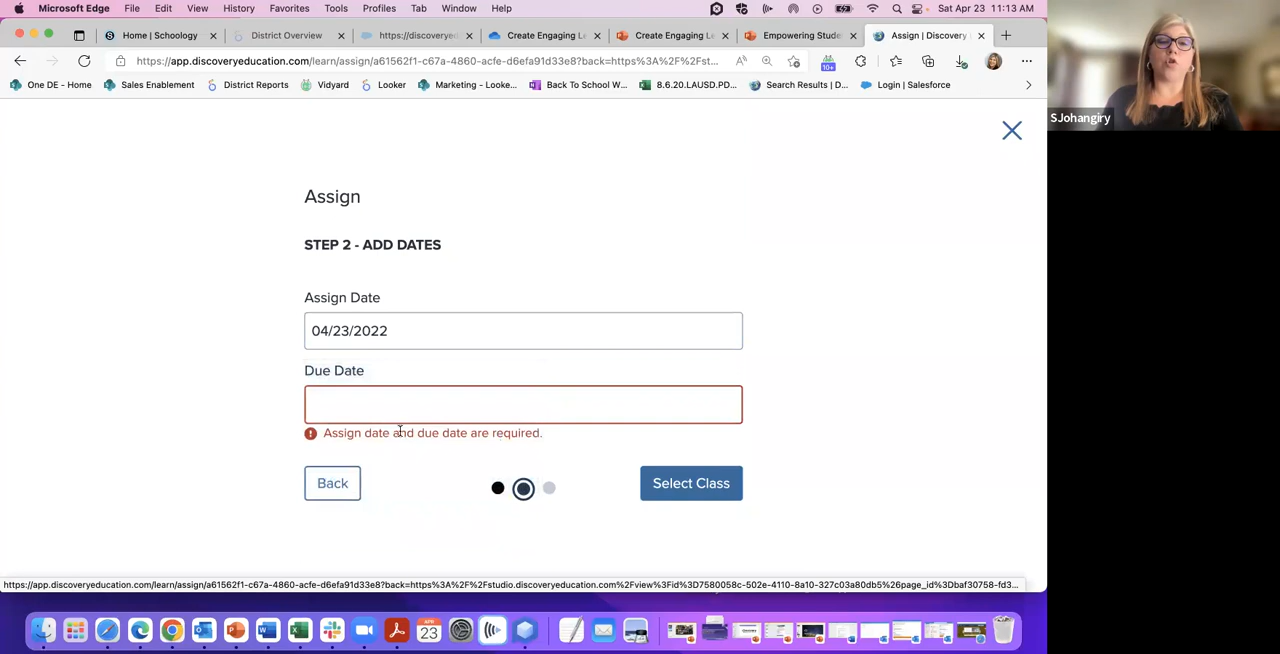 Microsoft Edge File Edit View History Favorites Tools Profiles Tab Window Help Sat Apr 23 11:13 AM
Home | Schoology District Overview https://discoveryed Create Engaging Le Create Engaging Le Empowering Stude Assign | Discovery
https://app.discoveryeducation.com/learn/assign/a61562f1-c67a-4860-acfe-d6efa91d33e8?back=https%3A%2F%2Fst... 10+
One DE - Home Sales Enablement District Reports Vidyard Looker Marketing - Looke... Back To School W... 8.6.20.LAUSD.PD... Search Results | D... Login | Salesforce
SJohangiry
Assign
STEP 2 - ADD DATES
Assign Date
04/23/2022
Due Date
Assign date and due date are required.
Back Select Class
https://app.discoveryeducation.com/learn/assign/a61562f1-c67a-4860-acfe-d6efa91d33e8?back=https%3A%2F%2Fstudio.discoveryeducation.com%2Fview%3Fid%3D7580058c-502e-4110-8a10-327c03a80db5%26page_id%3Dbaf30758-fd3...
APR
23